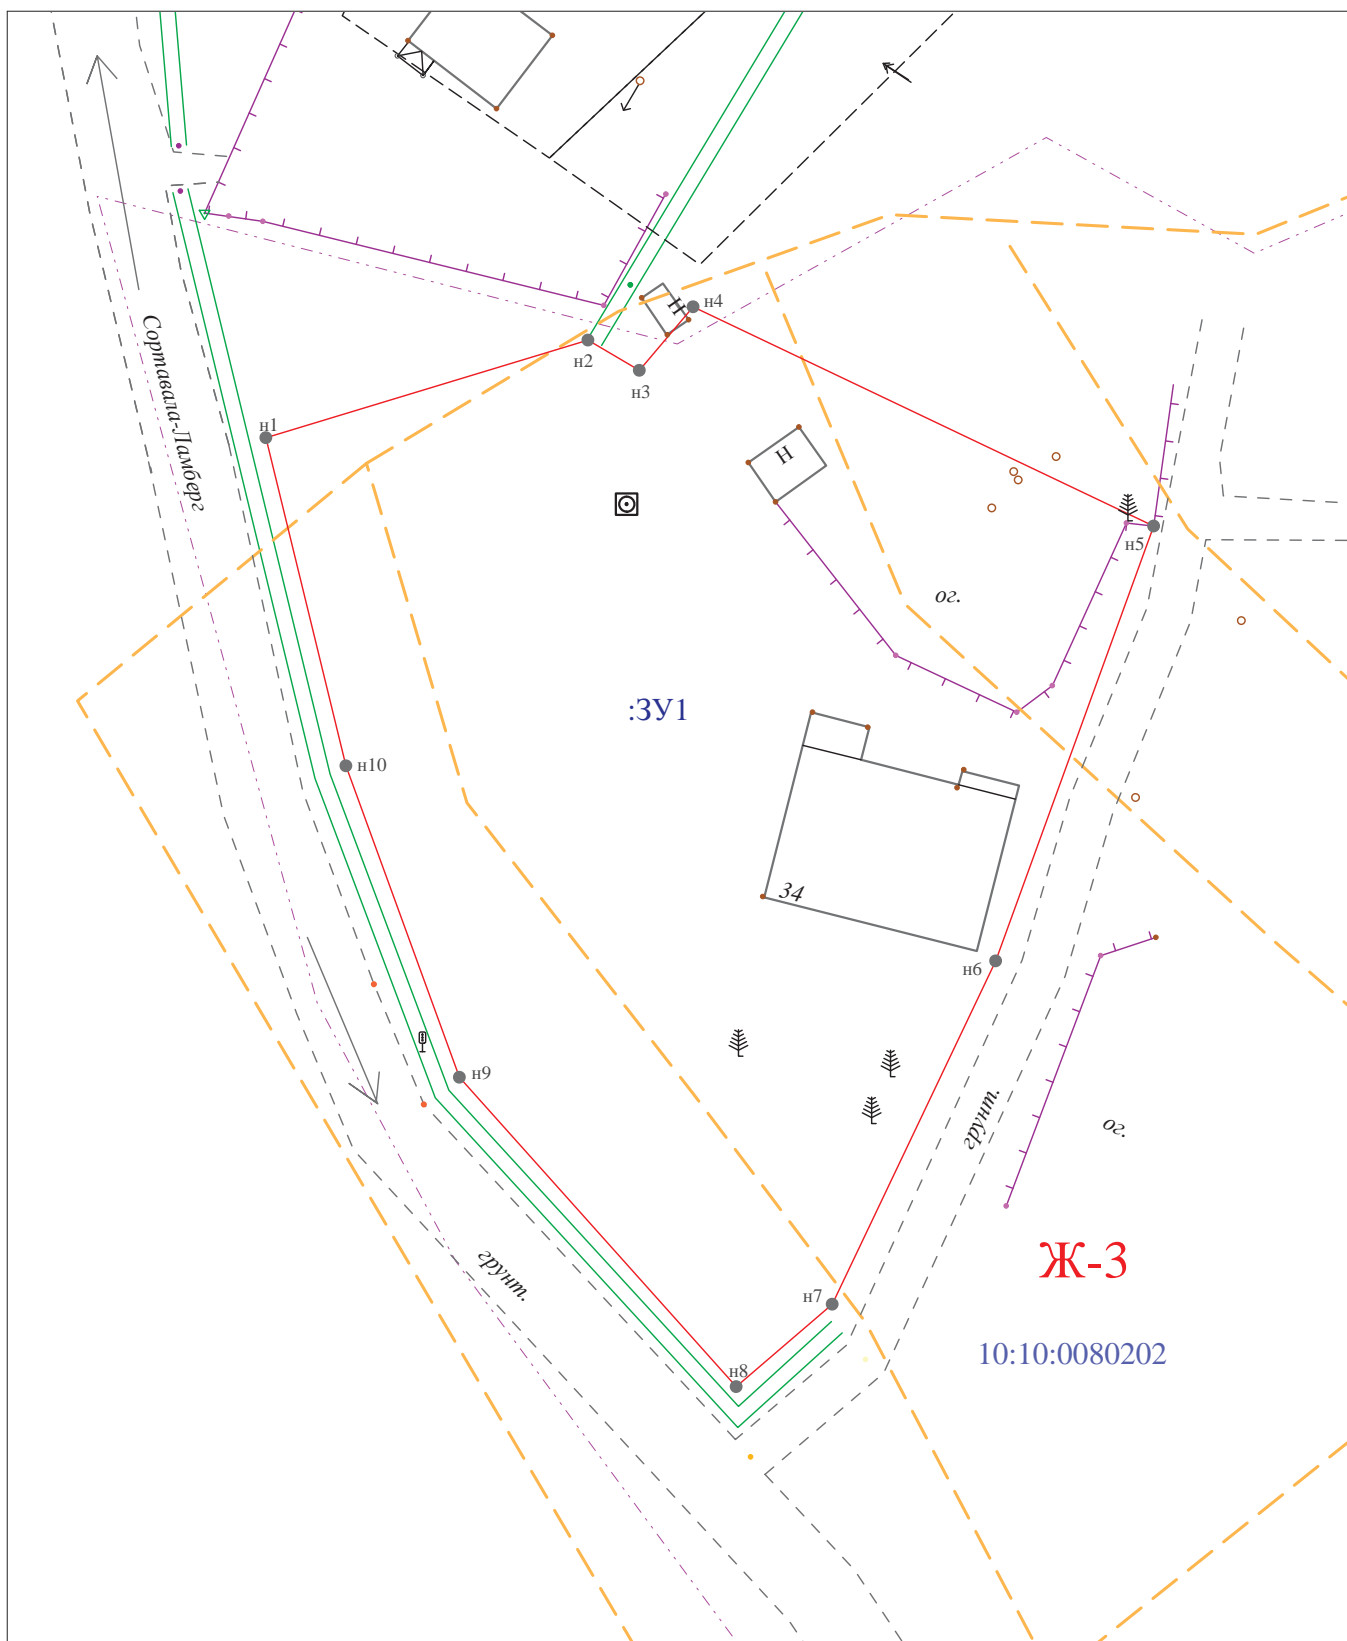 Н
н4
Сортавала-Ламберг
н2
н3
н1
Н
н5
ог.
:ЗУ1
н10
34
н6
н9
грунт.
ог.
Ж-3
грунт.
н7
10:10:0080202
н8